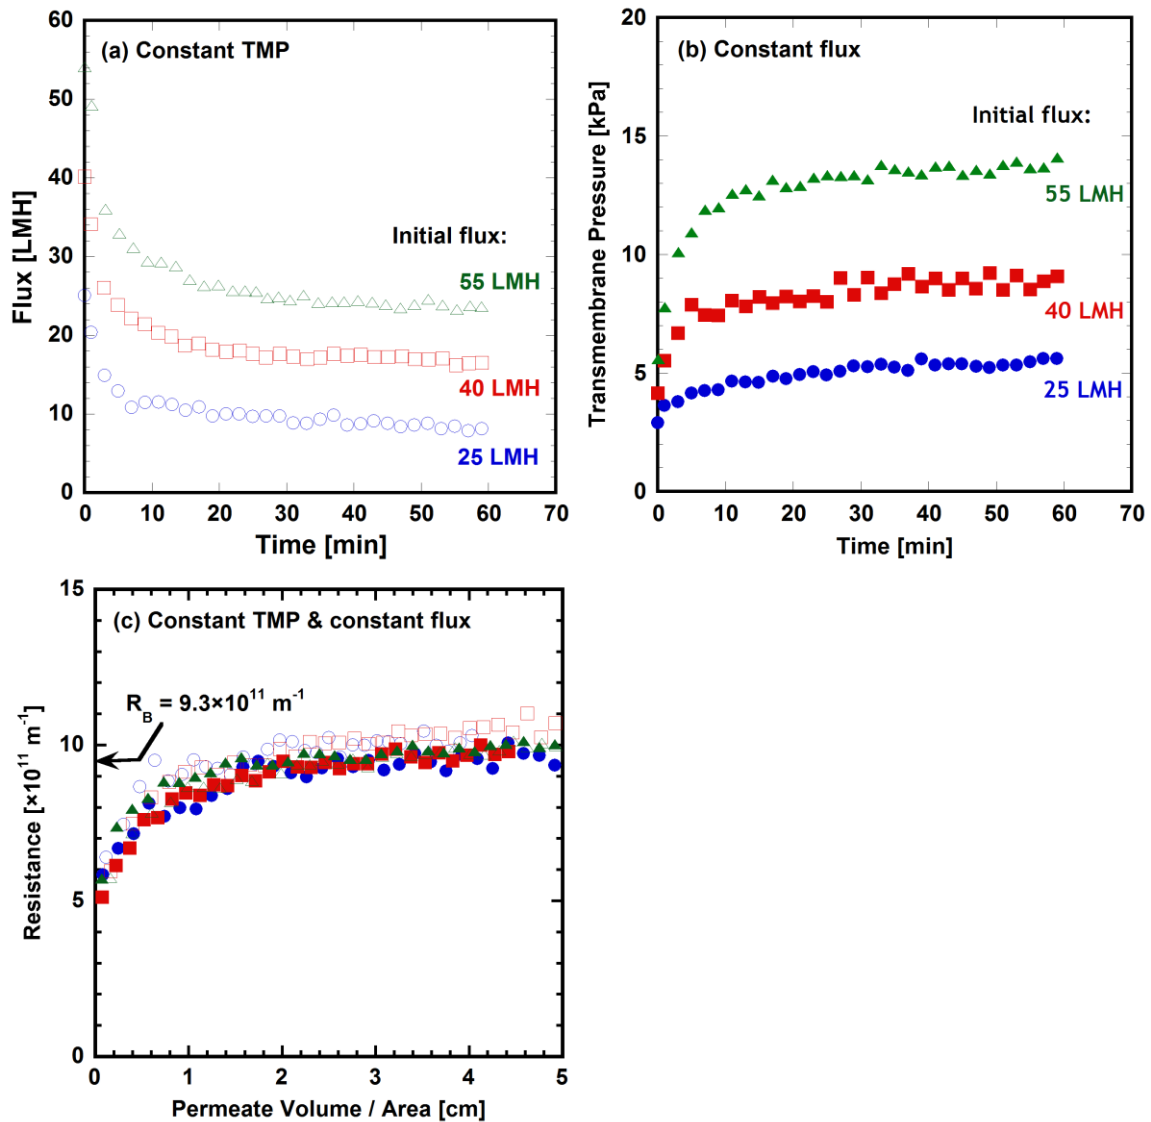 (a) Constant TMP
Flux [LMH]
60
50
40
30
20
10
0
Initial flux:
55 LMH
40 LMH
25 LMH
0 10 20 30 40 50 60 70
Time [min]
(b) Constant flux
Transmembrane Pressure [kPa]
20
15
10
5
0
Initial flux:
55 LMH
40 LMH
25 LMH
0 10 20 30 40 50 60 70
Time [min]
(c) Constant TMP & constant flux
R_B = 9.3×10¹¹ m⁻¹
Resistance [×10¹¹ m⁻¹]
15
10
5
0
0 1 2 3 4 5
Permeate Volume / Area [cm]